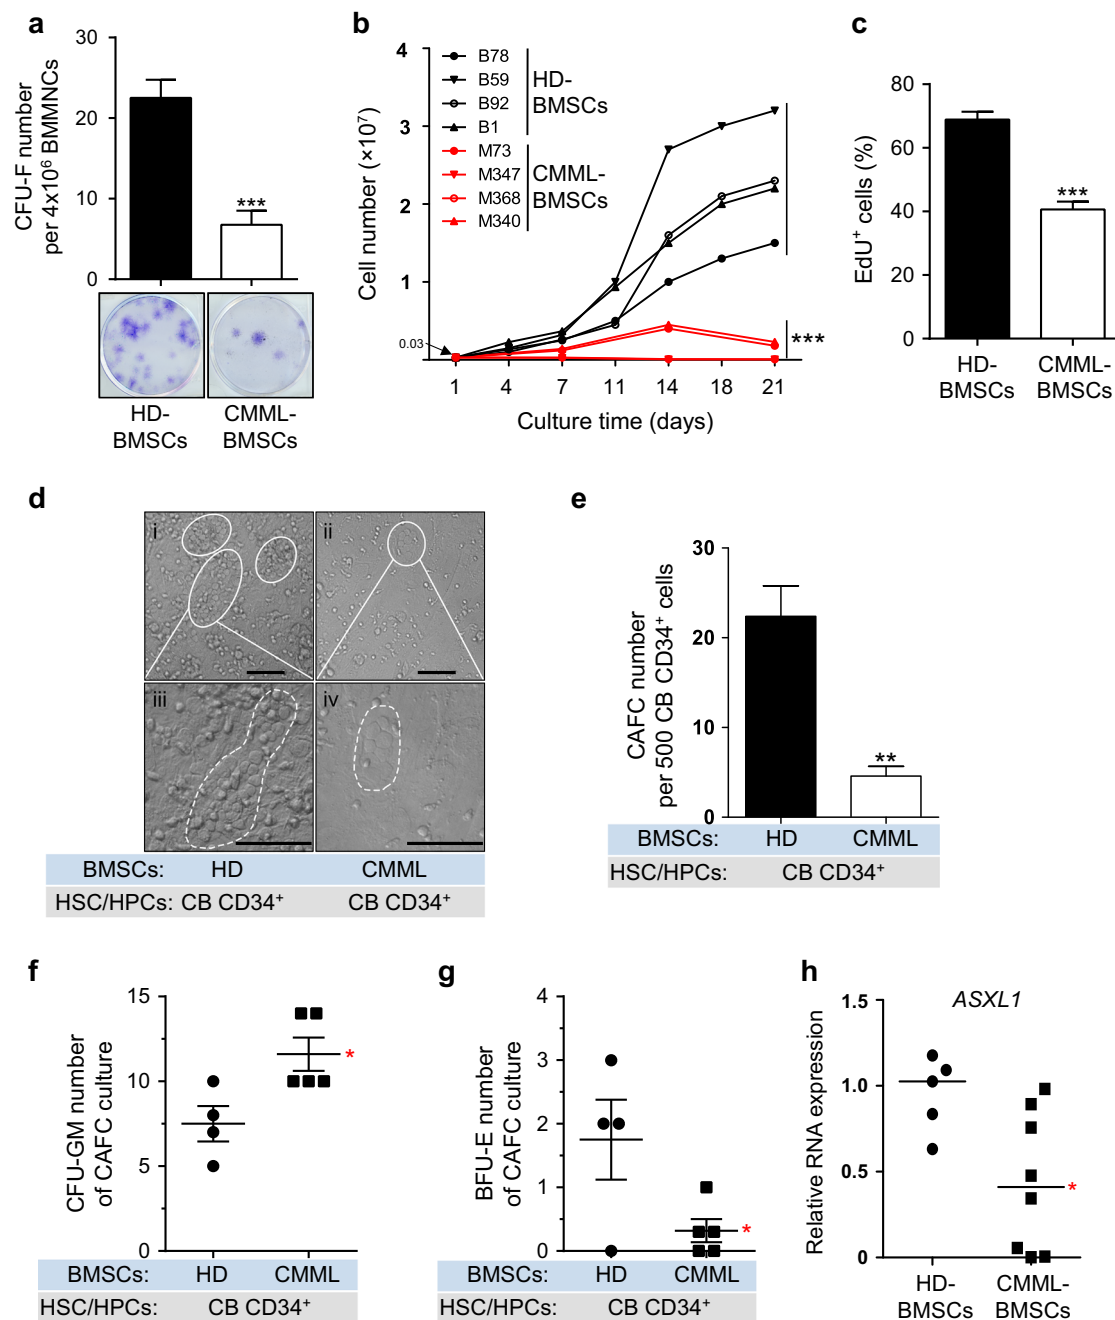 a
30
20
10
0
CFU-F number
per 4x10⁶ BMMNCs
***
HD-
BMSCs
CMML-
BMSCs
b
4
3
2
1
Cell number (×10⁷)
0.03
B78
B59
B92
B1
HD-
BMSCs
M73
M347
M368
M340
CMML-
BMSCs
***
1 4 7 11 14 18 21
Culture time (days)
c
80
60
40
20
0
EdU⁺ cells (%)
***
HD-
BMSCs
CMML-
BMSCs
d
i
ii
iii
iv
BMSCs: HD CMML
HSC/HPCs: CB CD34⁺ CB CD34⁺
e
30
20
10
0
CAFC number
per 500 CB CD34⁺ cells
**
BMSCs: HD CMML
HSC/HPCs: CB CD34⁺
f
15
10
5
0
CFU-GM number
of CAFC culture
*
BMSCs: HD CMML
HSC/HPCs: CB CD34⁺
g
4
3
2
1
0
BFU-E number
of CAFC culture
*
BMSCs: HD CMML
HSC/HPCs: CB CD34⁺
h
ASXL1
1.5
1.0
0.5
0
Relative RNA expression
*
HD-
BMSCs
CMML-
BMSCs